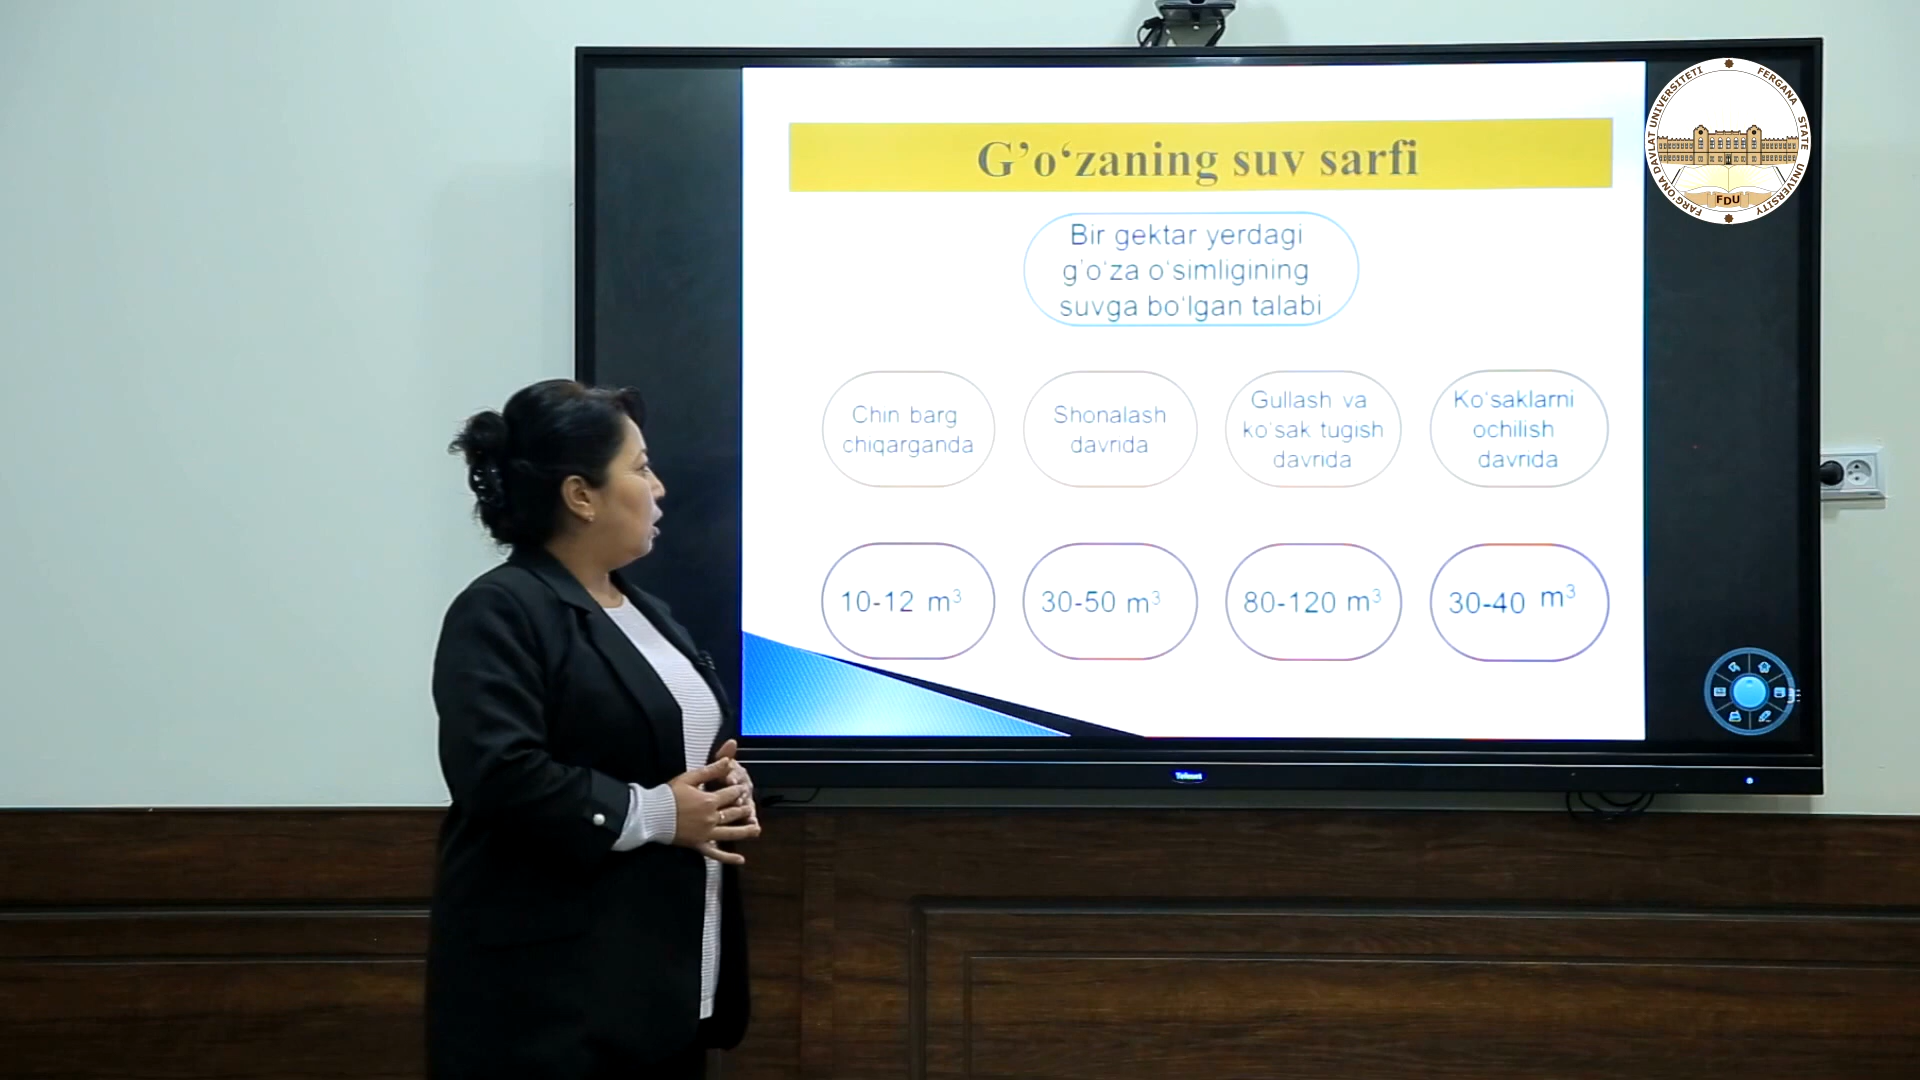 G’o‘zaning suv sarfi
Bir gektar yerdagi
g’o‘za o‘simligining
suvga bo‘lgan talabi
Chin barg
chiqarganda
Shonalash
davrida
Gullash va
ko‘sak tugish
davrida
Ko‘saklarni
ochilish
davrida
10-12 m³
30-50 m³
80-120 m³
30-40 m³
FARG'ONA DAVLAT UNIVERSITETI
FERGANA STATE UNIVERSITY
FDU